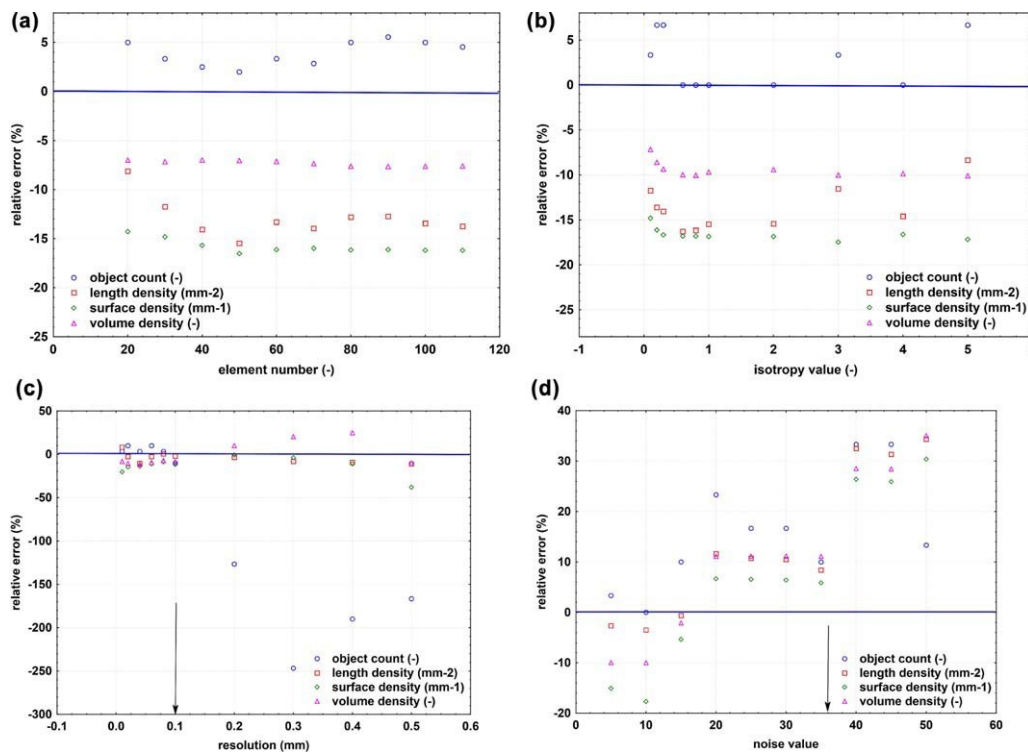 (a)
relative error (%)
10
5
0
-5
-10
-15
-20
-25
object count (-)
length density (mm-2)
surface density (mm-1)
volume density (-)
0 20 40 60 80 100 120
element number (-)
(b)
relative error (%)
5
0
-5
-10
-15
-20
-25
object count (-)
length density (mm-2)
surface density (mm-1)
volume density (-)
-1 0 1 2 3 4 5
isotropy value (-)
(c)
relative error (%)
50
0
-50
-100
-150
-200
-250
-300
object count (-)
length density (mm-2)
surface density (mm-1)
volume density (-)
-0.1 0.0 0.1 0.2 0.3 0.4 0.5 0.6
resolution (mm)
(d)
relative error (%)
40
30
20
10
0
-10
-20
object count (-)
length density (mm-2)
surface density (mm-1)
volume density (-)
0 10 20 30 40 50 60
noise value